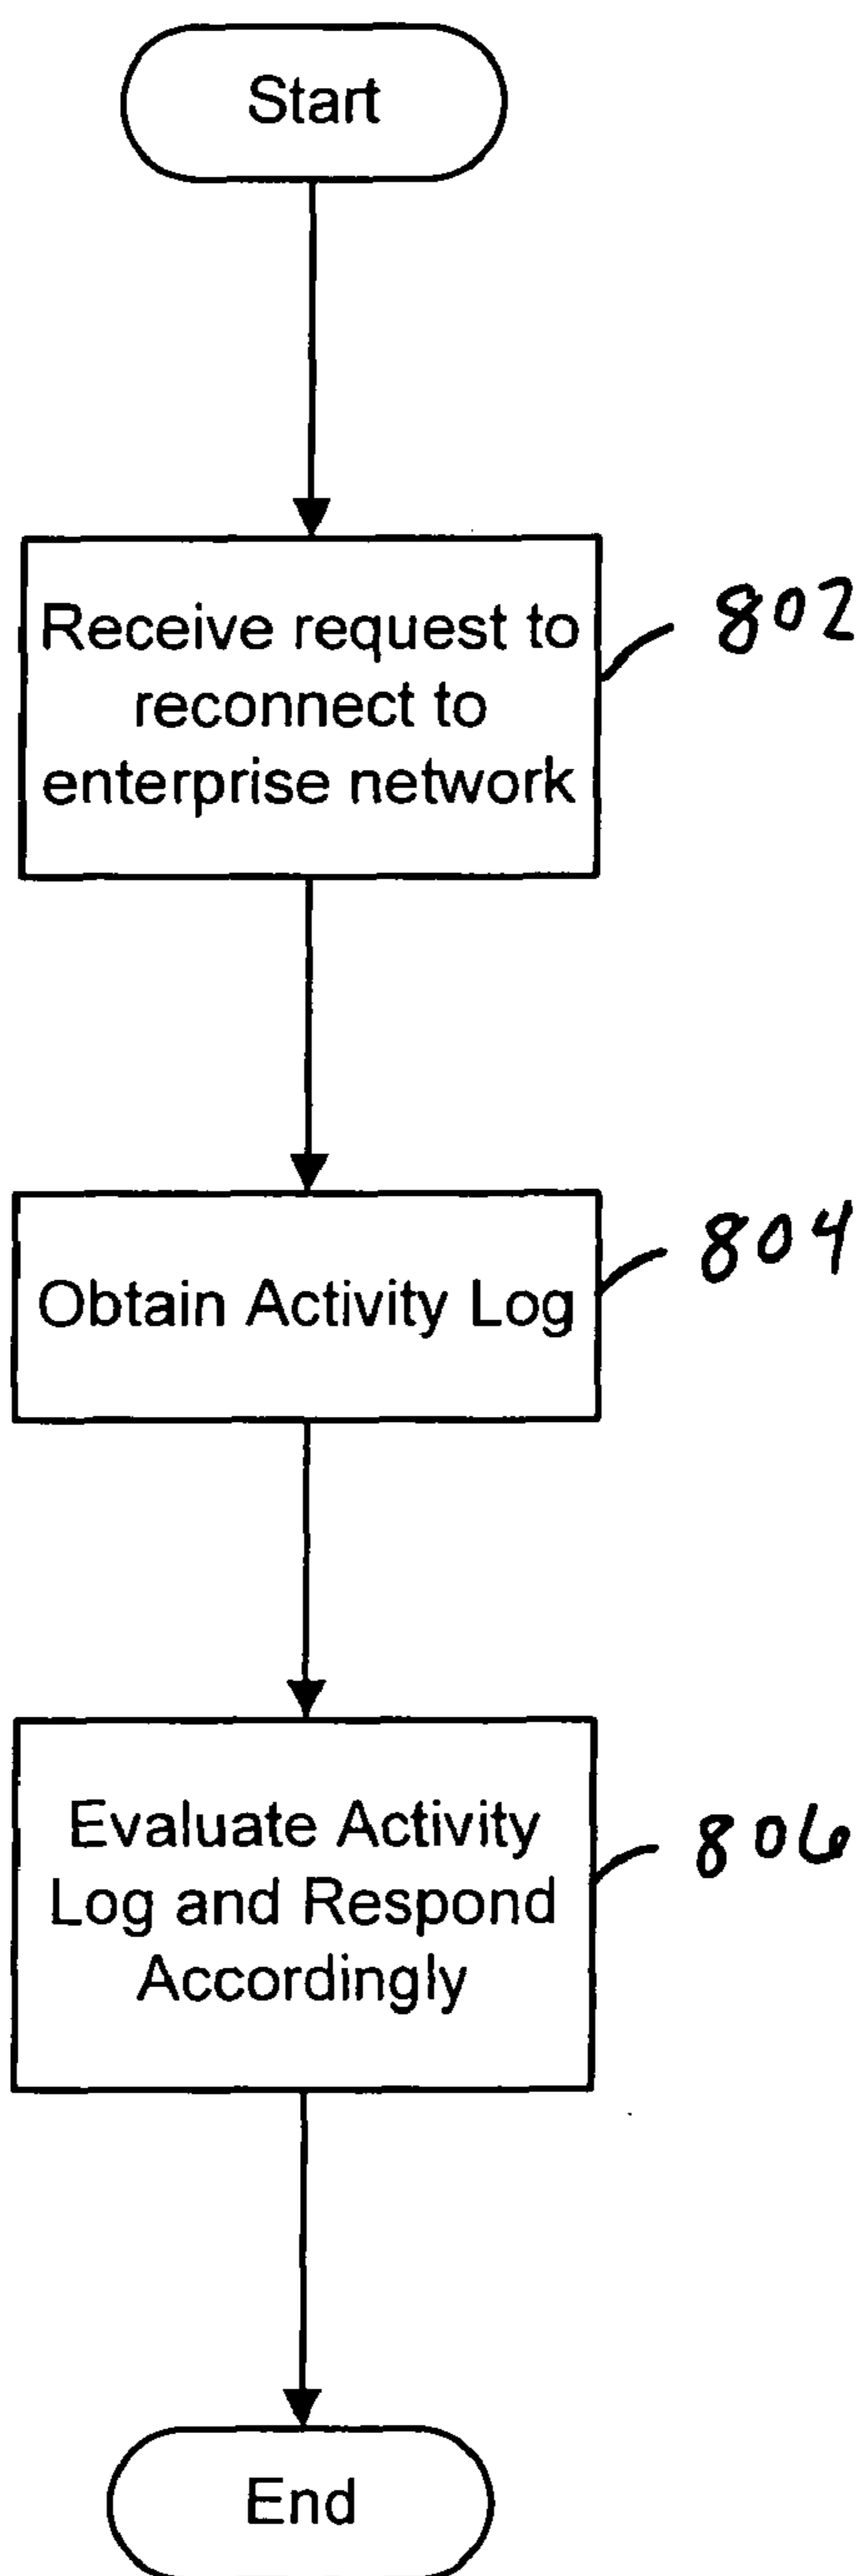 Start
Receive request to
reconnect to
enterprise network
802
Obtain Activity Log
804
Evaluate Activity
Log and Respond
Accordingly
806
End